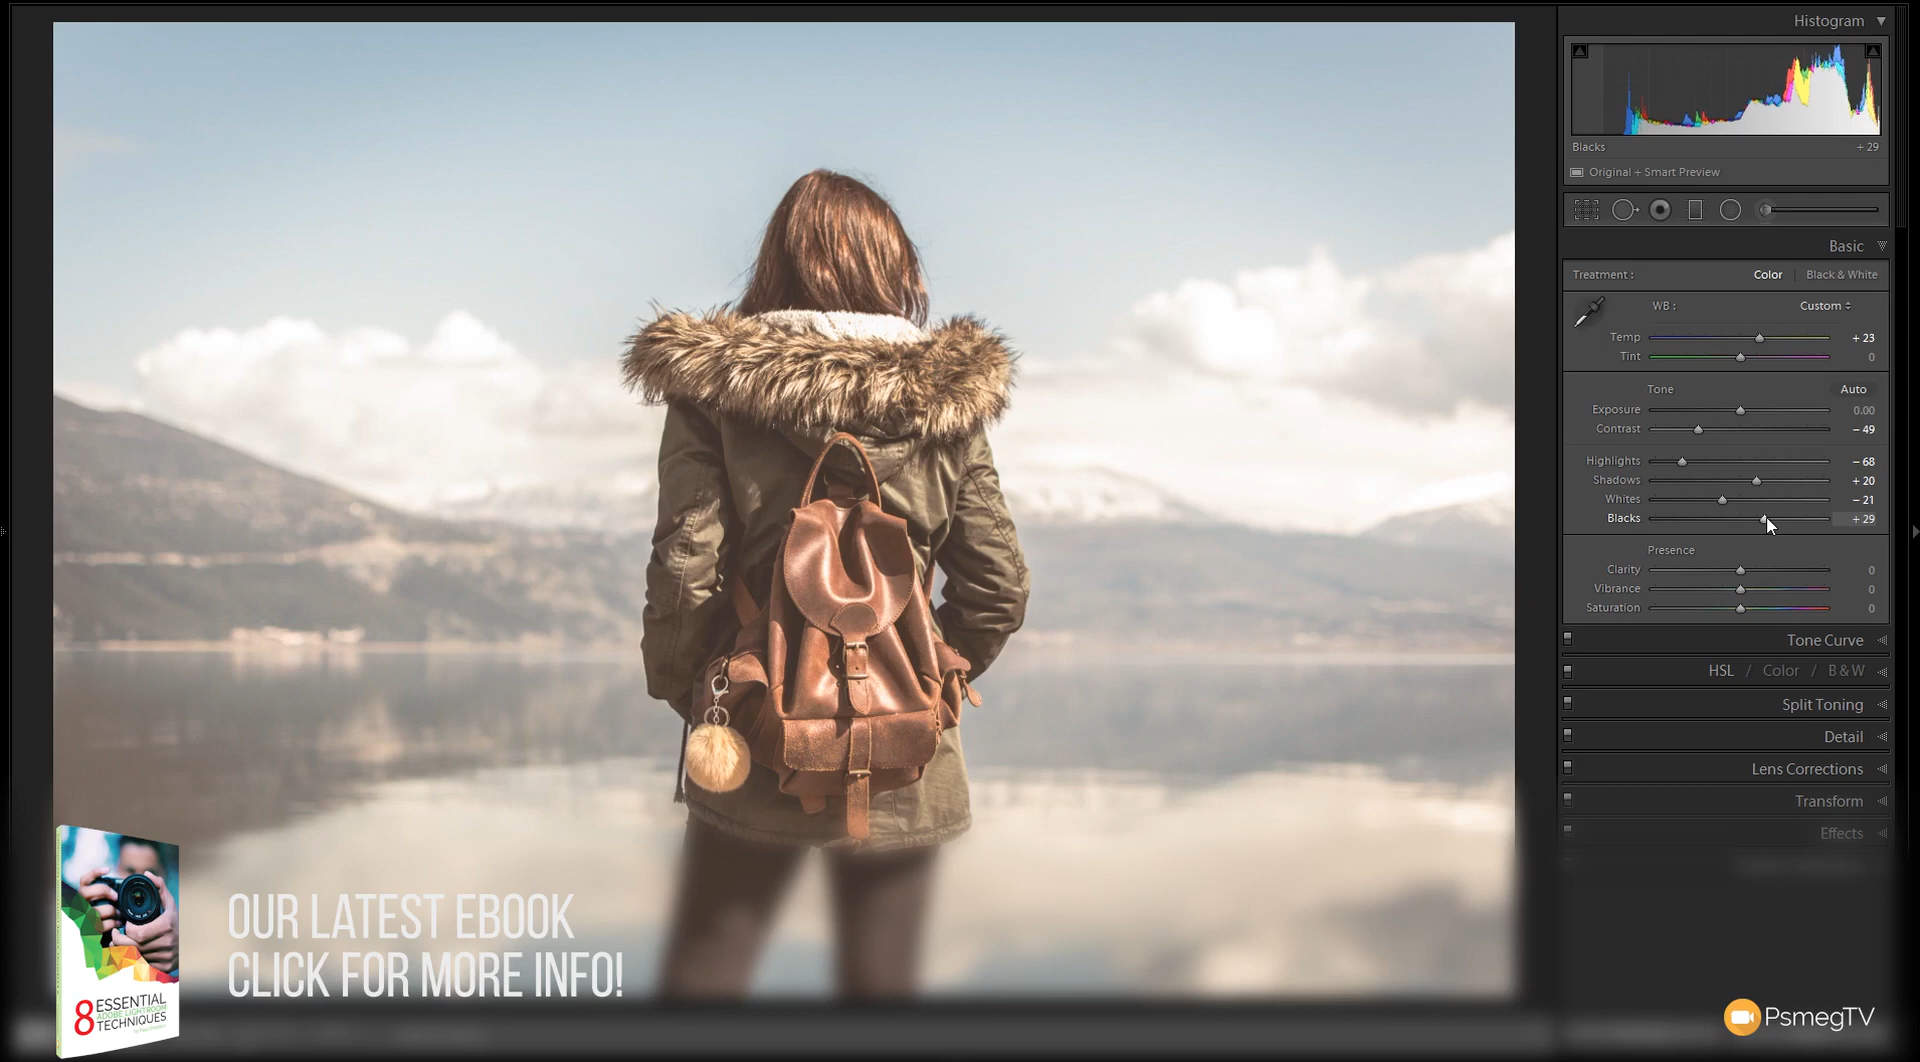 Histogram
Blacks + 29
Original + Smart Preview
Basic
Treatment : Color Black & White
WB : Custom
Temp + 23
Tint 0
Tone Auto
Exposure 0.00
Contrast – 49
Highlights – 68
Shadows + 20
Whites – 21
Blacks + 29
Presence
Clarity 0
Vibrance 0
Saturation 0
Tone Curve
HSL / Color / B & W
Split Toning
Detail
Lens Corrections
Transform
Effects
OUR LATEST EBOOK
CLICK FOR MORE INFO!
8 ESSENTIAL
ADOBE LIGHTROOM
TECHNIQUES
PsmegTV